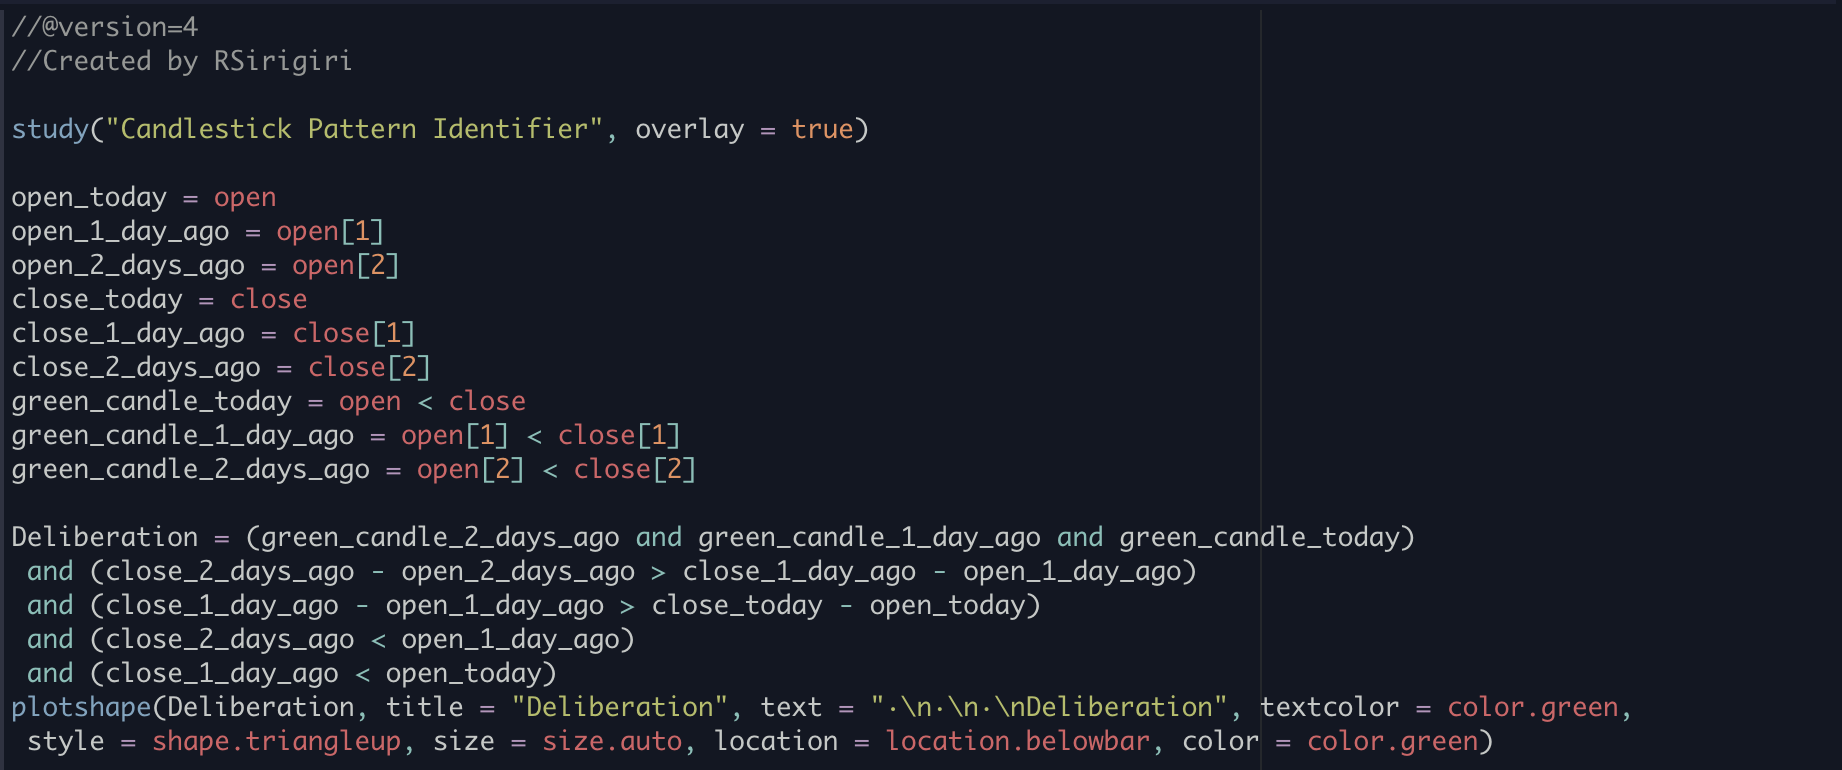 //@version=4
//Created by RSirigiri
study("Candlestick Pattern Identifier", overlay = true)
open_today = open
open_1_day_ago = open[1]
open_2_days_ago = open[2]
close_today = close
close_1_day_ago = close[1]
close_2_days_ago = close[2]
green_candle_today = open < close
green_candle_1_day_ago = open[1] < close[1]
green_candle_2_days_ago = open[2] < close[2]
Deliberation = (green_candle_2_days_ago and green_candle_1_day_ago and green_candle_today)
 and (close_2_days_ago - open_2_days_ago > close_1_day_ago - open_1_day_ago)
 and (close_1_day_ago - open_1_day_ago > close_today - open_today)
 and (close_2_days_ago < open_1_day_ago)
 and (close_1_day_ago < open_today)
plotshape(Deliberation, title = "Deliberation", text = "·\n·\n·\nDeliberation", textcolor = color.green,
 style = shape.triangleup, size = size.auto, location = location.belowbar, color = color.green)